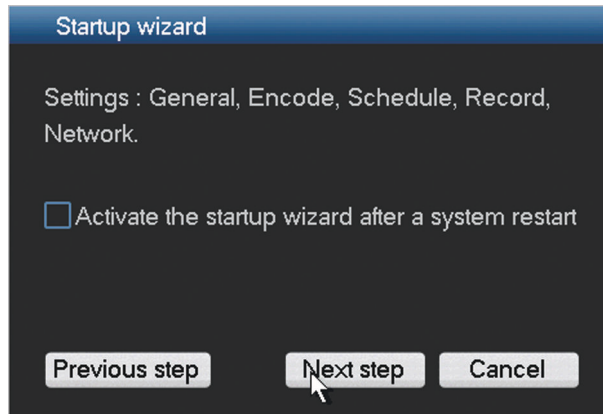 Startup wizard
Settings : General, Encode, Schedule, Record,
Network.
Activate the startup wizard after a system restart
Previous step Next step Cancel